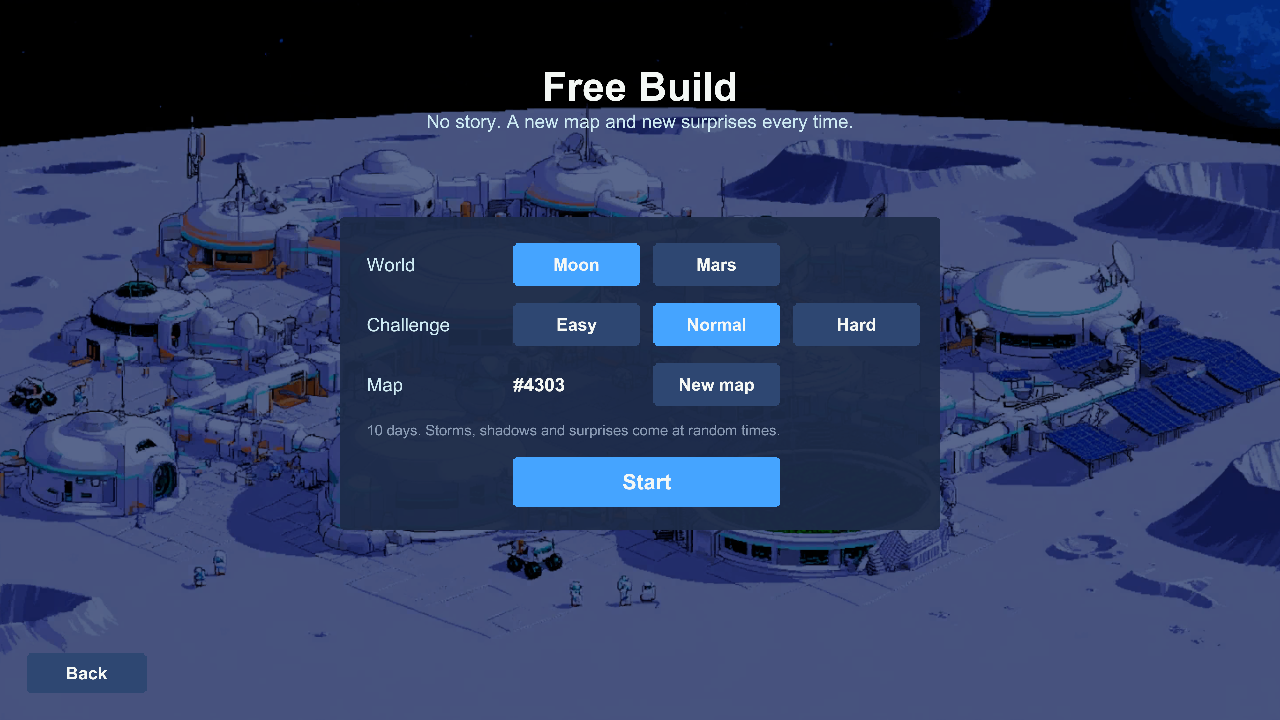 Free Build
No story. A new map and new surprises every time.
World Moon Mars
Challenge Easy Normal Hard
Map #4303 New map
10 days. Storms, shadows and surprises come at random times.
Start
Back